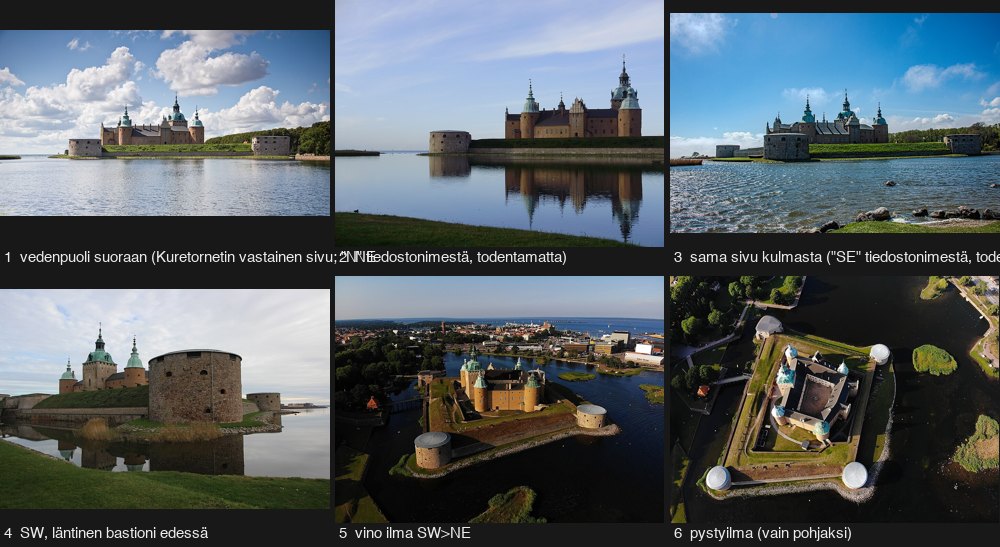 1 vedenpuoli suoraan (Kuretornetin vastainen sivu;
2 tiedostonimestä, todentamatta)
3 sama sivu kulmasta ("SE" tiedostonimestä, tode
4 SW, läntinen bastioni edessä
5 vino ilma SW>NE
6 pystyilma (vain pohjaksi)